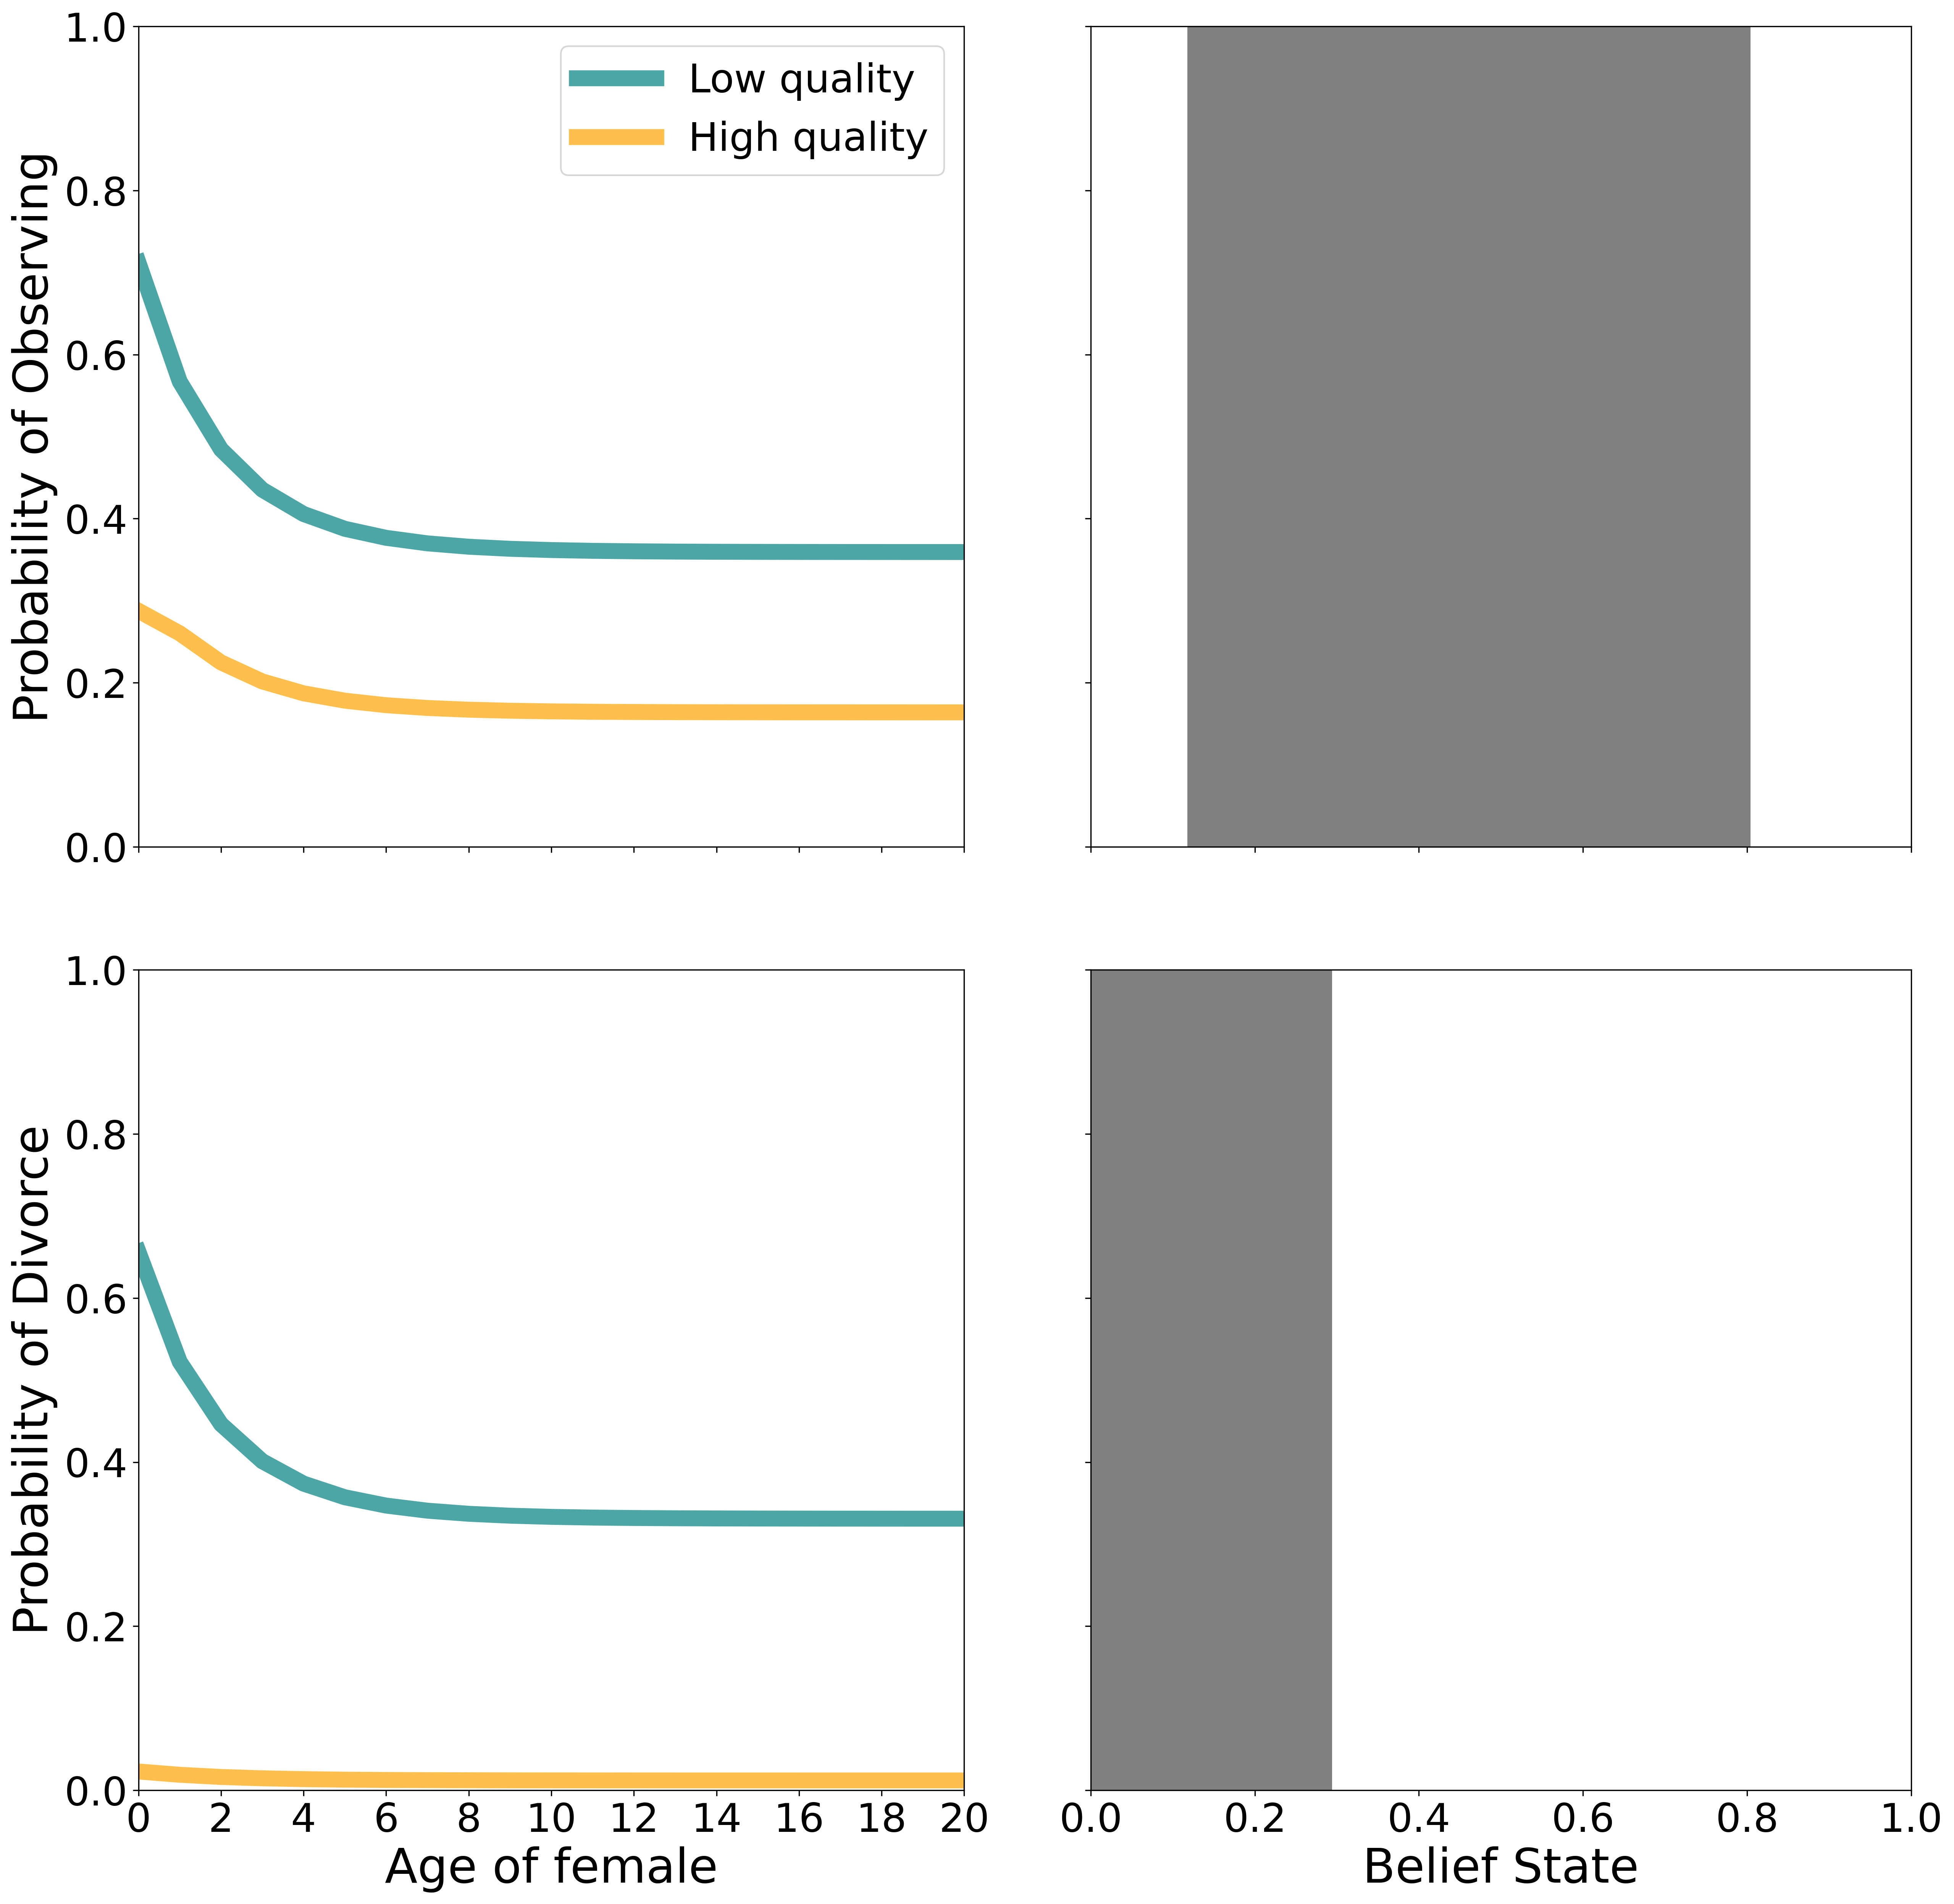 Low quality
High quality
Probability of Observing
1.0
0.8
0.6
0.4
0.2
0.0
Probability of Divorce
1.0
0.8
0.6
0.4
0.2
0.0
0 2 4 6 8 10 12 14 16 18 20
Age of female
0.0 0.2 0.4 0.6 0.8 1.0
Belief State